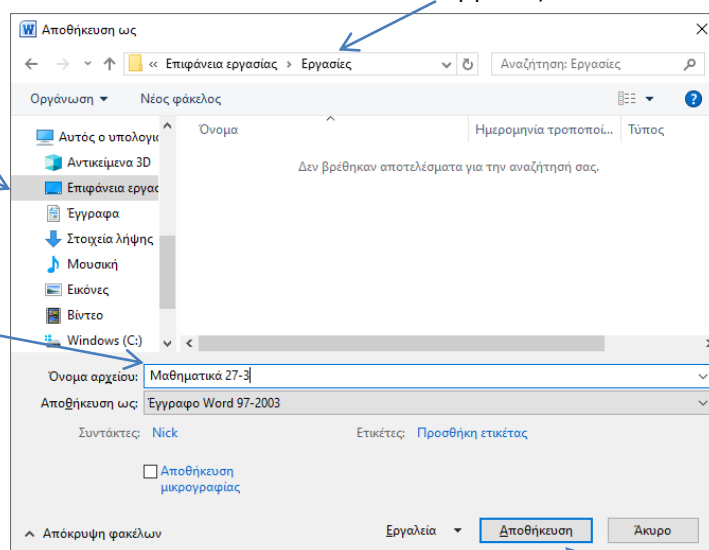 Αποθήκευση ως
« Επιφάνεια εργασίας > Εργασίες
Αναζήτηση: Εργασίες
Οργάνωση
Νέος φάκελος
Όνομα
Ημερομηνία τροποποί...
Τύπος
Δεν βρέθηκαν αποτελέσματα για την αναζήτησή σας.
Αυτός ο υπολογισ
Αντικείμενα 3D
Επιφάνεια εργασ
Έγγραφα
Στοιχεία λήψης
Μουσική
Εικόνες
Βίντεο
Windows (C:)
Όνομα αρχείου: Μαθηματικά 27-3
Αποθήκευση ως: Έγγραφο Word 97-2003
Συντάκτες: Nick
Ετικέτες: Προσθήκη ετικέτας
Αποθήκευση
μικρογραφίας
Απόκρυψη φακέλων
Εργαλεία
Αποθήκευση
Άκυρο